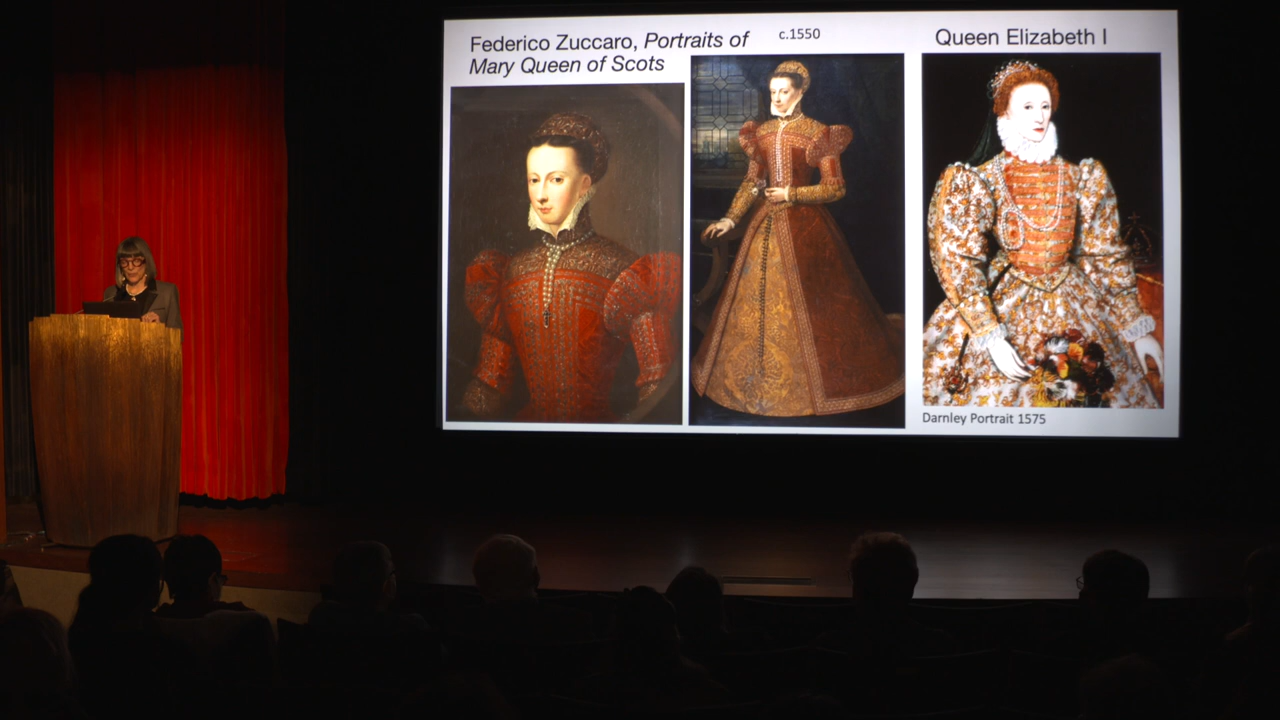 Federico Zuccaro, Portraits of
Mary Queen of Scots
c.1550
Queen Elizabeth I
Darnley Portrait 1575